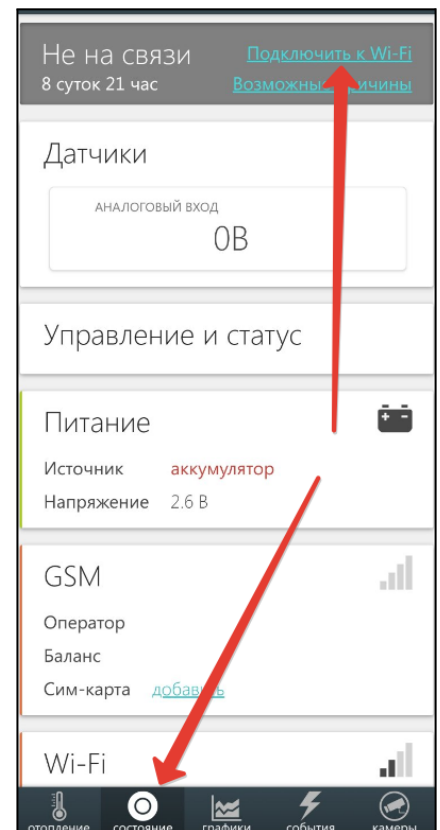 Не на связи Подключить к Wi-Fi
8 суток 21 час Возможны
Датчики
АНАЛОГОВЫЙ ВХОД
0В
Управление и статус
Питание
Источник аккумулятор
Напряжение 2.6 В
GSM
Оператор
Баланс
Сим-карта добавить
Wi-Fi
отопление состояние графики события камеры